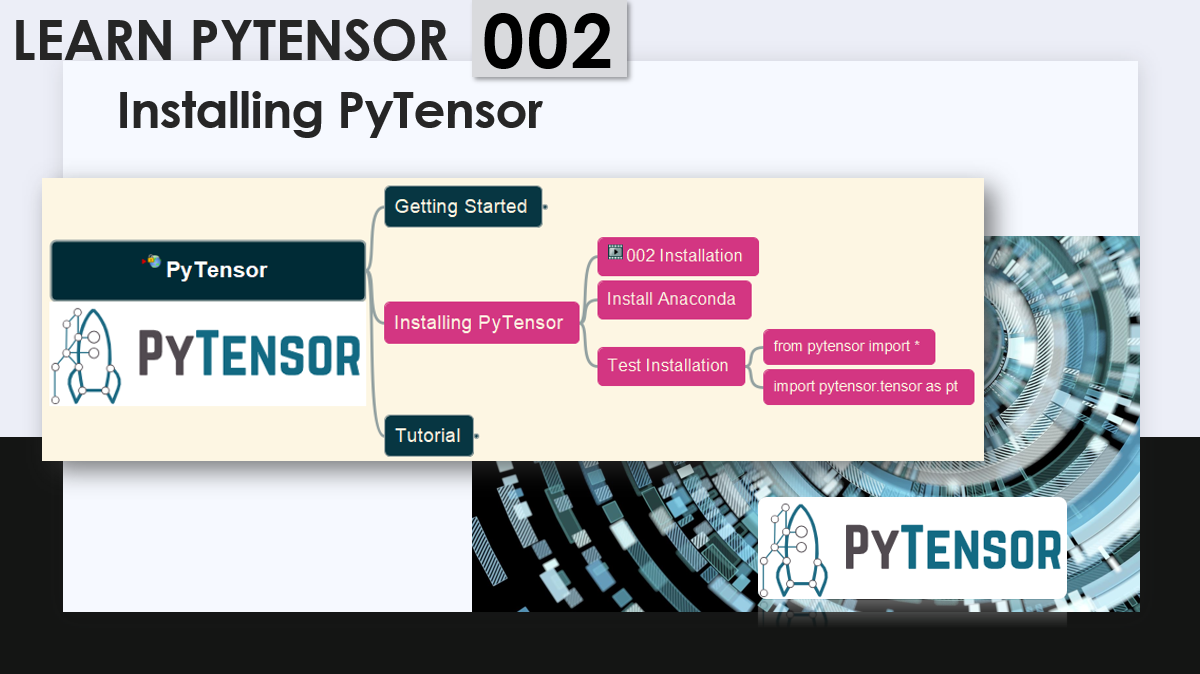 LEARN PYTENSOR 002
Installing PyTensor
Getting Started
PyTensor
PYTENSOR
Installing PyTensor
002 Installation
Install Anaconda
Test Installation
from pytensor import *
import pytensor.tensor as pt
Tutorial
PYTENSOR